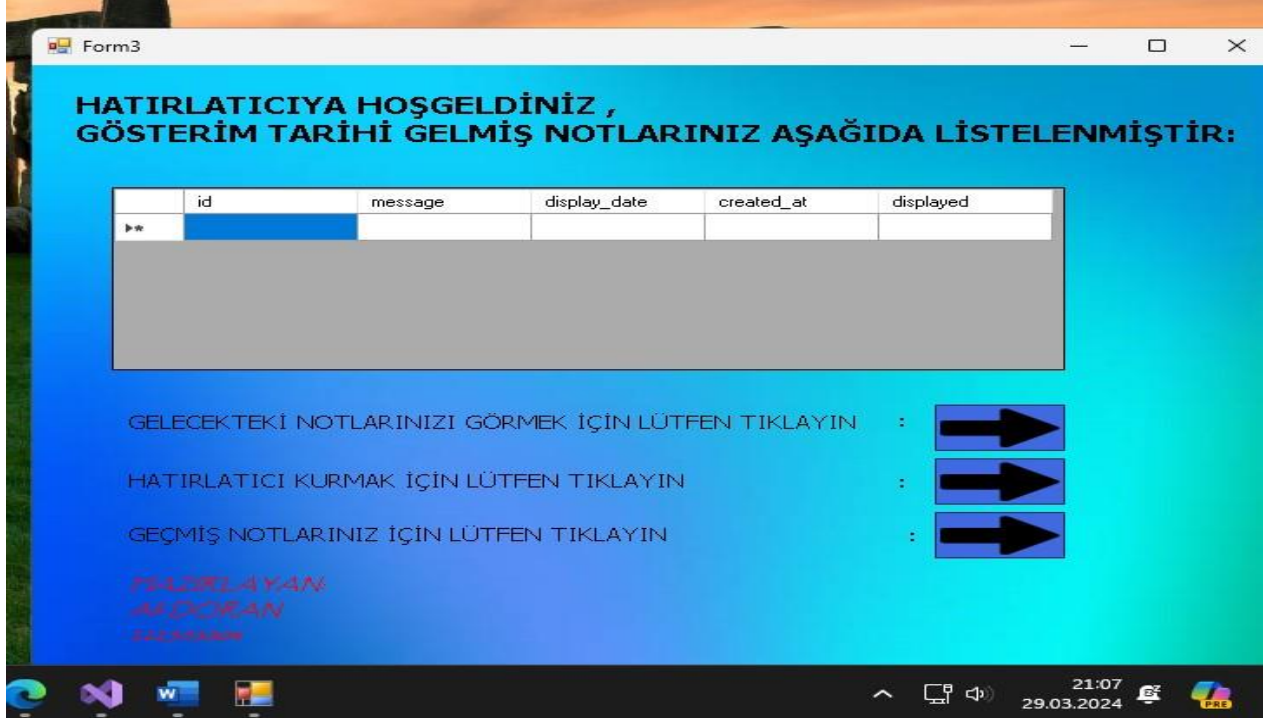 Form3
HATIRLATICIYA HOŞGELDİNİZ ,
GÖSTERİM TARİHİ GELMİŞ NOTLARINIZ AŞAĞIDA LİSTELENMİŞTİR:
id message display_date created_at displayed
GELECEKTEKİ NOTLARINIZI GÖRMEK İÇİN LÜTFEN TIKLAYIN :
HATIRLATICI KURMAK İÇİN LÜTFEN TIKLAYIN :
GEÇMİŞ NOTLARINIZ İÇİN LÜTFEN TIKLAYIN :
HAZIRLAYAN:
21:07
29.03.2024
PRE